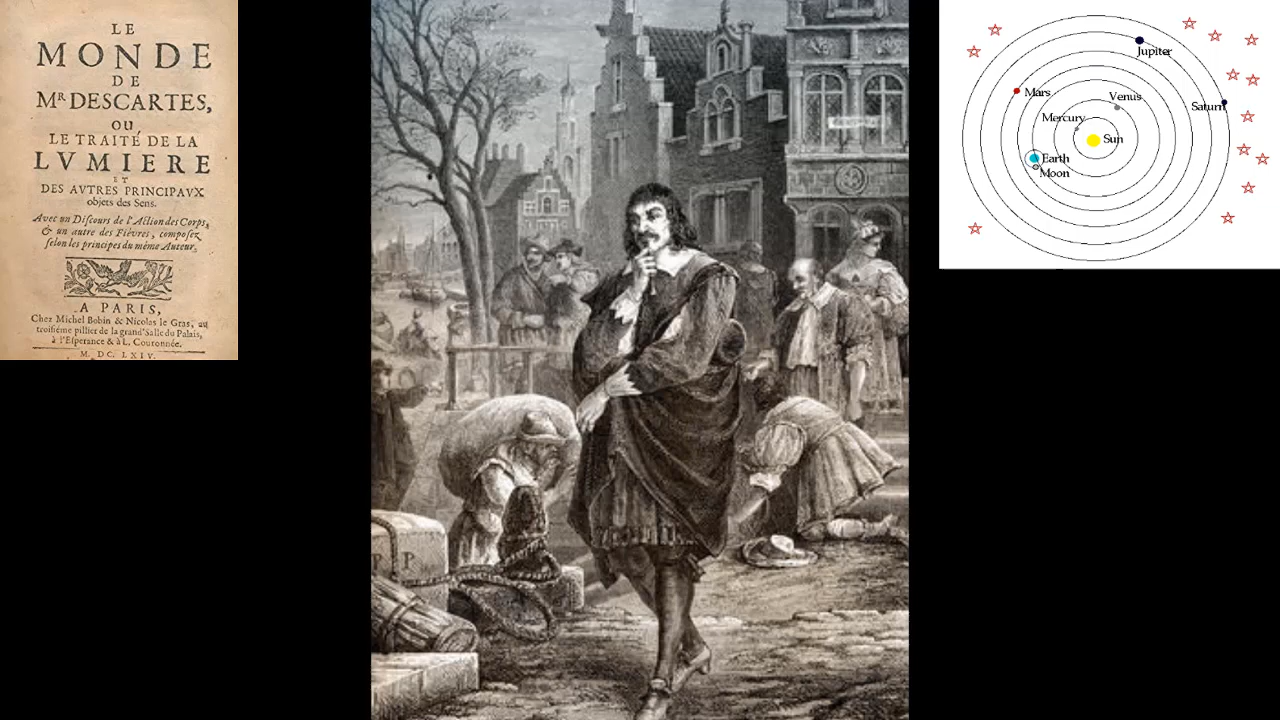 LE
MONDE
DE
MR DESCARTES,
OU,
LE TRAITÉ DE LA
LVMIERE
ET
DES AVTRES PRINCIPAVX
objets des Sens.
Avec un Diſcours de l'Action des Corps,
& un autre des Fiévres, compoſez
ſelon les principes du même Auteur.
A PARIS,
Chez Michel Bobin & Nicolas le Gras, au
troiſiéme pillier de la grand'Salle du Palais,
à l'Eſperance & à L. Couronnée.
M. DC. LXIV.
P P
Jupiter
Mars
Venus
Saturn
Mercury
Sun
Earth
Moon